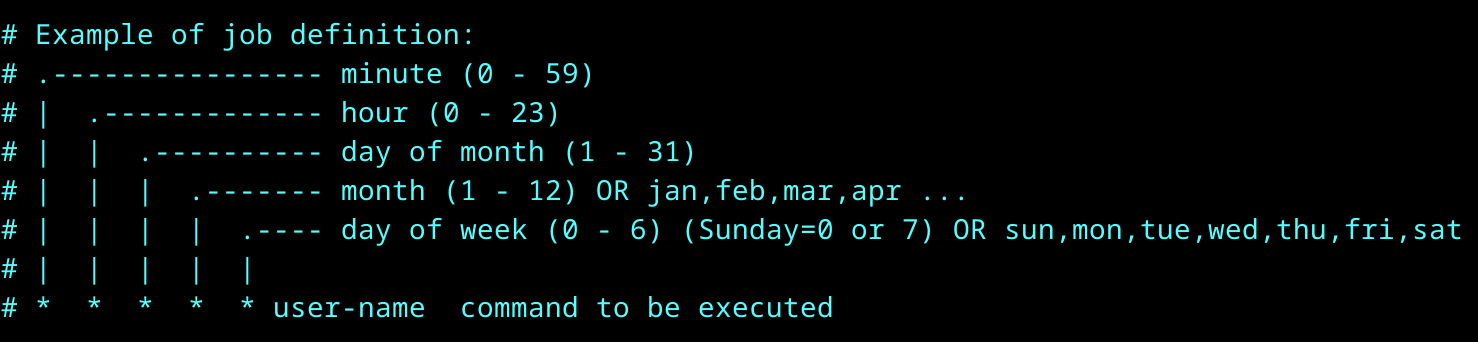 # Example of job definition:
# .---------------- minute (0 - 59)
# |  .------------- hour (0 - 23)
# |  |  .---------- day of month (1 - 31)
# |  |  |  .------- month (1 - 12) OR jan,feb,mar,apr ...
# |  |  |  |  .---- day of week (0 - 6) (Sunday=0 or 7) OR sun,mon,tue,wed,thu,fri,sat
# |  |  |  |  |
# *  *  *  *  * user-name  command to be executed